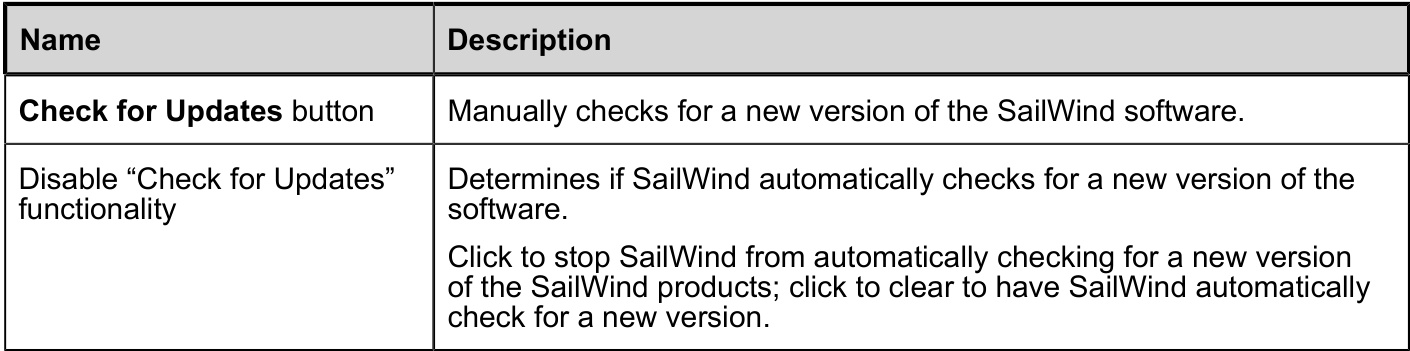 Name
Description
Check for Updates button
Manually checks for a new version of the SailWind software.
Disable “Check for Updates”
functionality
Determines if SailWind automatically checks for a new version of the
software.
Click to stop SailWind from automatically checking for a new version
of the SailWind products; click to clear to have SailWind automatically
check for a new version.